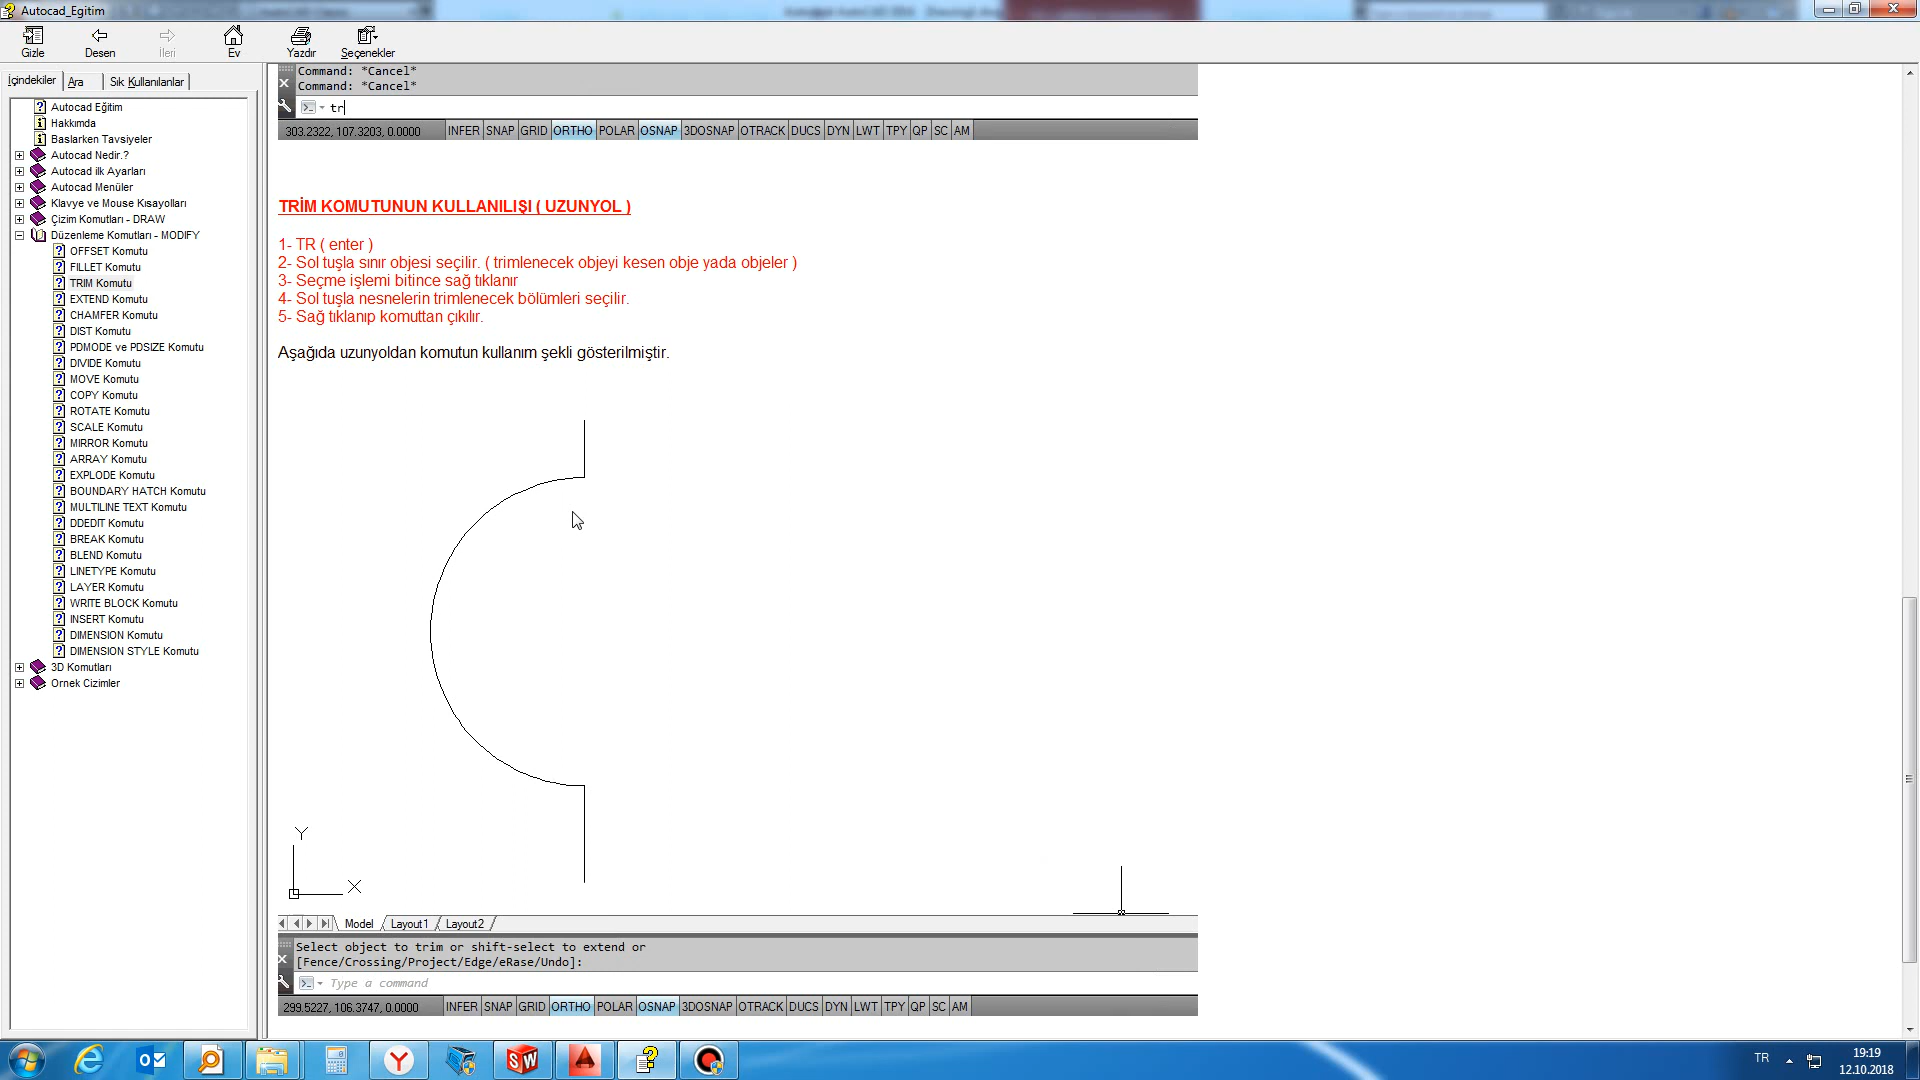 Autocad_Egitim
Gizle
Desen
İleri
Ev
Yazdır
Seçenekler
İçindekiler
Ara
Sık Kullanılanlar
Autocad Eğitim
Hakkımda
Baslarken Tavsiyeler
Autocad Nedir.?
Autocad ilk Ayarları
Autocad Menüler
Klavye ve Mouse Kısayolları
Çizim Komutları - DRAW
Düzenleme Komutları - MODIFY
OFFSET Komutu
FILLET Komutu
TRIM Komutu
EXTEND Komutu
CHAMFER Komutu
DIST Komutu
PDMODE ve PDSIZE Komutu
DIVIDE Komutu
MOVE Komutu
COPY Komutu
ROTATE Komutu
SCALE Komutu
MIRROR Komutu
ARRAY Komutu
EXPLODE Komutu
BOUNDARY HATCH Komutu
MULTILINE TEXT Komutu
DDEDIT Komutu
BREAK Komutu
BLEND Komutu
LINETYPE Komutu
LAYER Komutu
WRITE BLOCK Komutu
INSERT Komutu
DIMENSION Komutu
DIMENSION STYLE Komutu
3D Komutları
Ornek Cizimler
Command: *Cancel*
Command: *Cancel*
tr
303.2322, 107.3203, 0.0000 INFER SNAP GRID ORTHO POLAR OSNAP 3DOSNAP OTRACK DUCS DYN LWT TPY QP SC AM
TRİM KOMUTUNUN KULLANILIŞI ( UZUNYOL )
1- TR ( enter )
2- Sol tuşla sınır objesi seçilir. ( trimlenecek objeyi kesen obje yada objeler )
3- Seçme işlemi bitince sağ tıklanır
4- Sol tuşla nesnelerin trimlenecek bölümleri seçilir.
5- Sağ tıklanıp komuttan çıkılır.
Aşağıda uzunyoldan komutun kullanım şekli gösterilmiştir.
Y
X
Model Layout1 Layout2
Select object to trim or shift-select to extend or
[Fence/Crossing/Project/Edge/eRase/Undo]:
Type a command
299.5227, 106.3747, 0.0000 INFER SNAP GRID ORTHO POLAR OSNAP 3DOSNAP OTRACK DUCS DYN LWT TPY QP SC AM
TR
19:19
12.10.2018